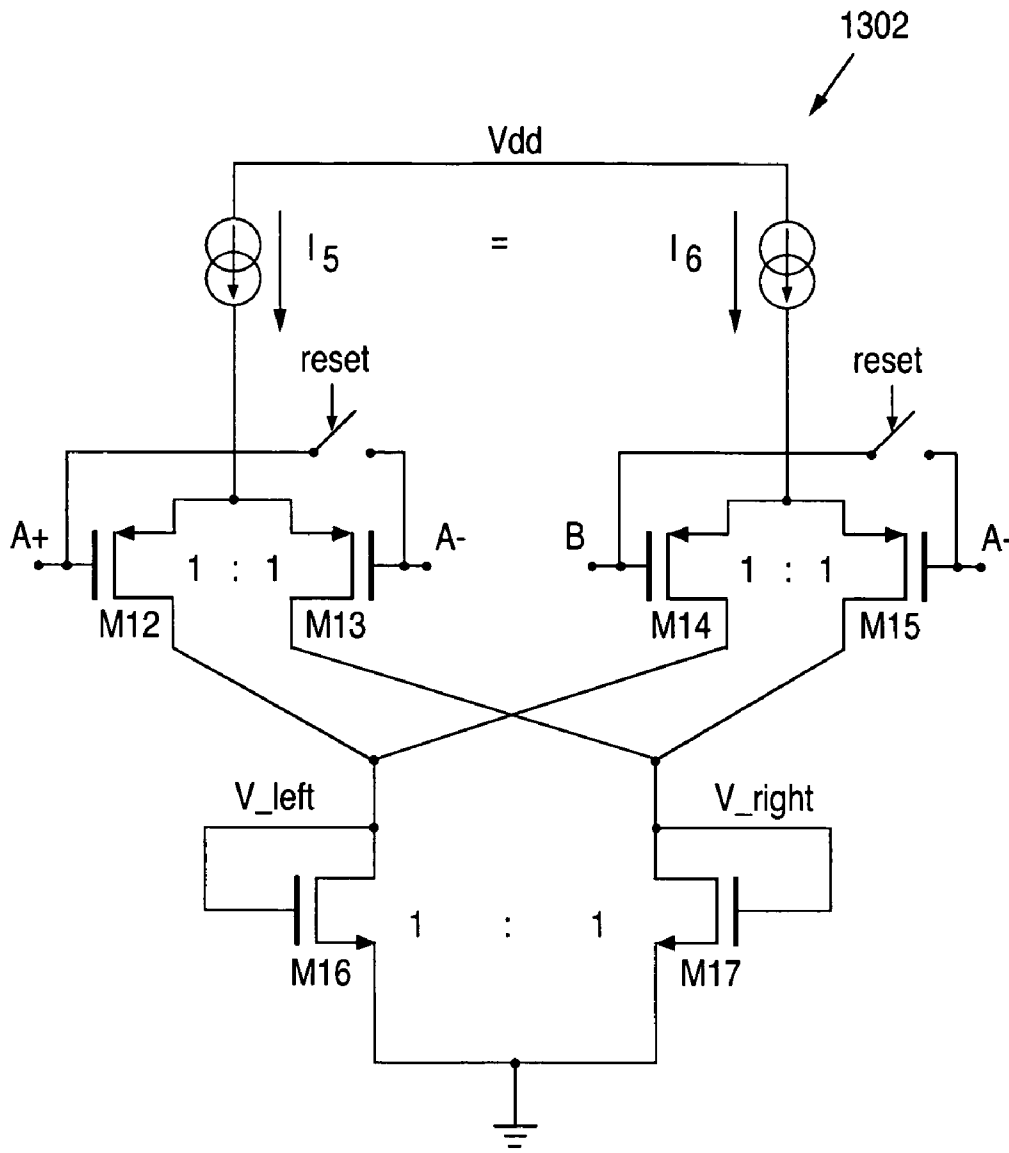 1302
Vdd
I5 = I6
reset reset
A+ A- B A-
1 : 1 1 : 1
M12 M13 M14 M15
V_left V_right
1 : 1
M16 M17